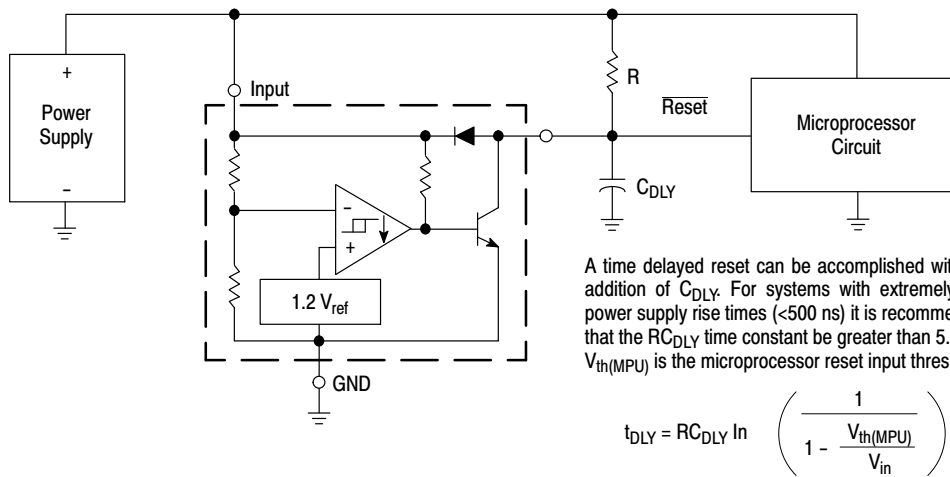 +
Power
Supply
−
Input
R
Reset
Microprocessor
Circuit
C_DLY
−
+
1.2 V_ref
GND
A time delayed reset can be accomplished wit
addition of C_DLY. For systems with extremely
power supply rise times (<500 ns) it is recomme
that the RC_DLY time constant be greater than 5.
V_th(MPU) is the microprocessor reset input thres
t_DLY = RC_DLY In ( 1 / ( 1 - V_th(MPU) / V_in ) )